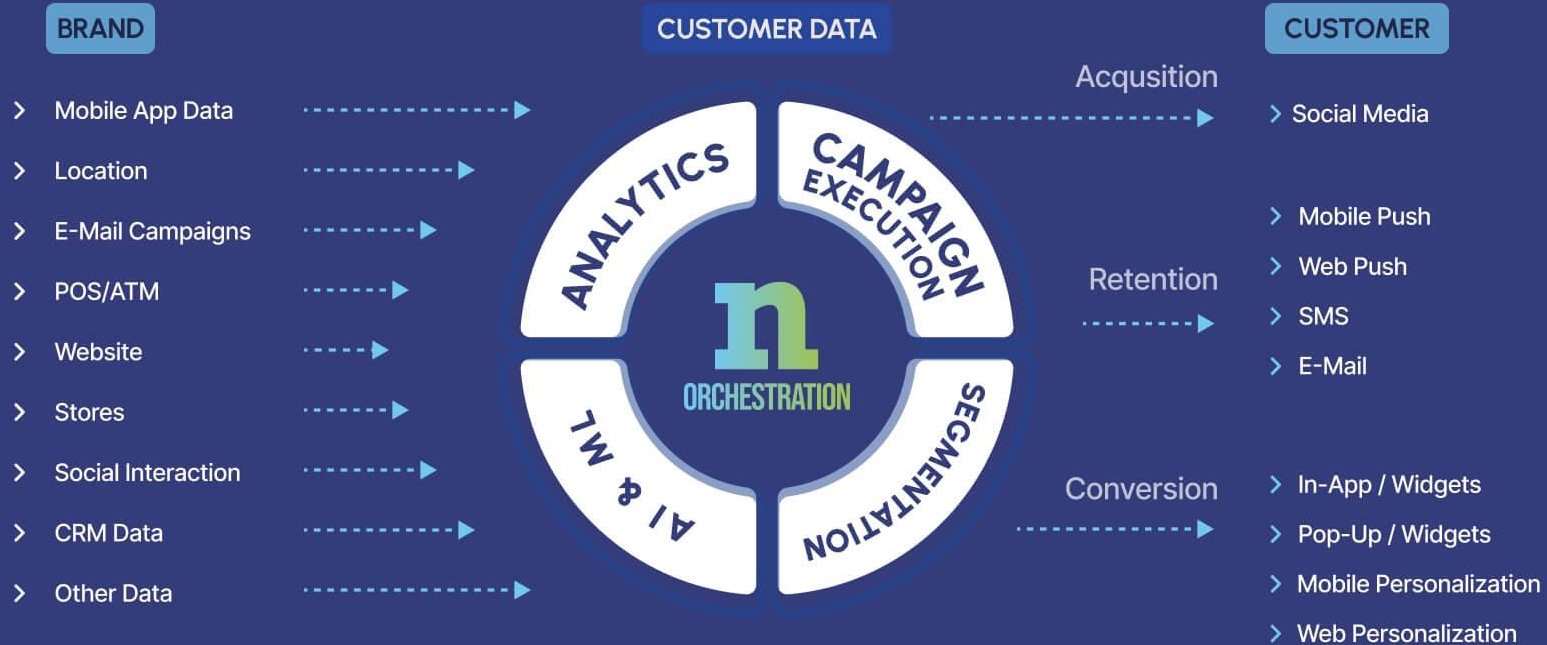 BRAND
Mobile App Data
Location
E-Mail Campaigns
POS/ATM
Website
Stores
Social Interaction
CRM Data
Other Data
CUSTOMER DATA
ANALYTICS
CAMPAIGN
EXECUTION
AI & ML
SEGMENTATION
n
ORCHESTRATION
CUSTOMER
Acqusition
Social Media
Retention
Mobile Push
Web Push
SMS
E-Mail
Conversion
In-App / Widgets
Pop-Up / Widgets
Mobile Personalization
Web Personalization